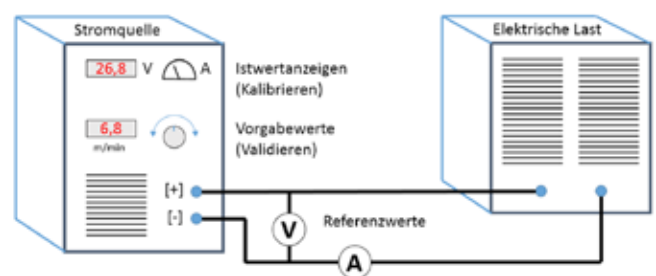 Stromquelle
26,8 V A
Istwertanzeigen
(Kalibrieren)
6,8
m/min
Vorgabewerte
(Validieren)
[+]
[-]
Elektrische Last
V
Referenzwerte
A